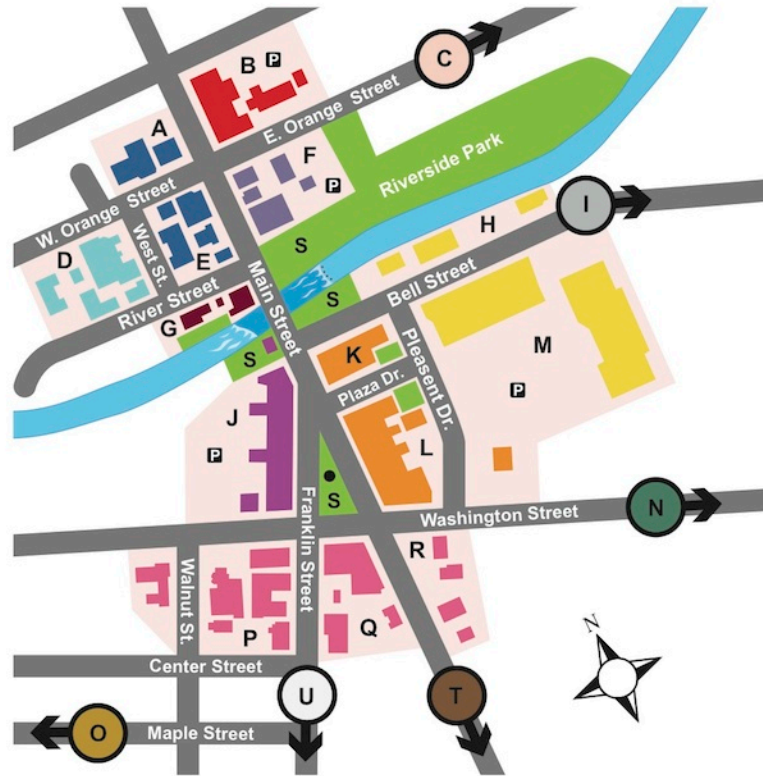 C
B P
A
E. Orange Street
F
P
Riverside Park
W. Orange Street
West St.
D
E
S
H
I
River Street
Main Street
Bell Street
S
G
S
K
Pleasent Dr.
M
Plaza Dr.
P
J
P
L
S
Franklin Street
Washington Street
N
R
Walnut St.
P
Q
N
Center Street
U
T
O
Maple Street